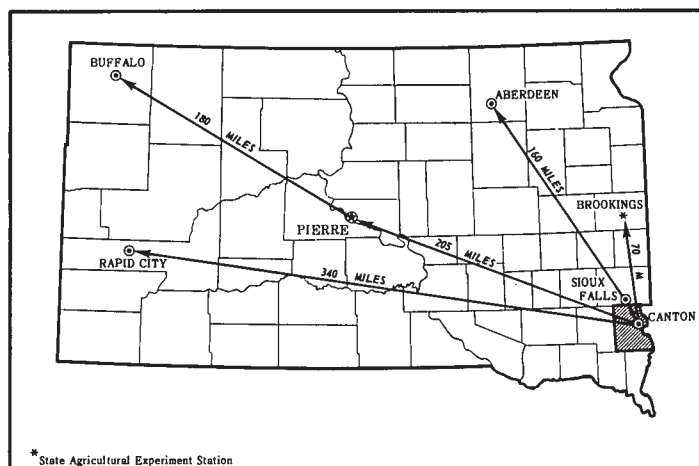 BUFFALO
ABERDEEN
180 MILES
160 MILES
BROOKINGS
*
PIERRE
205 MILES
70 M
RAPID CITY
340 MILES
SIOUX
FALLS
CANTON
*State Agricultural Experiment Station